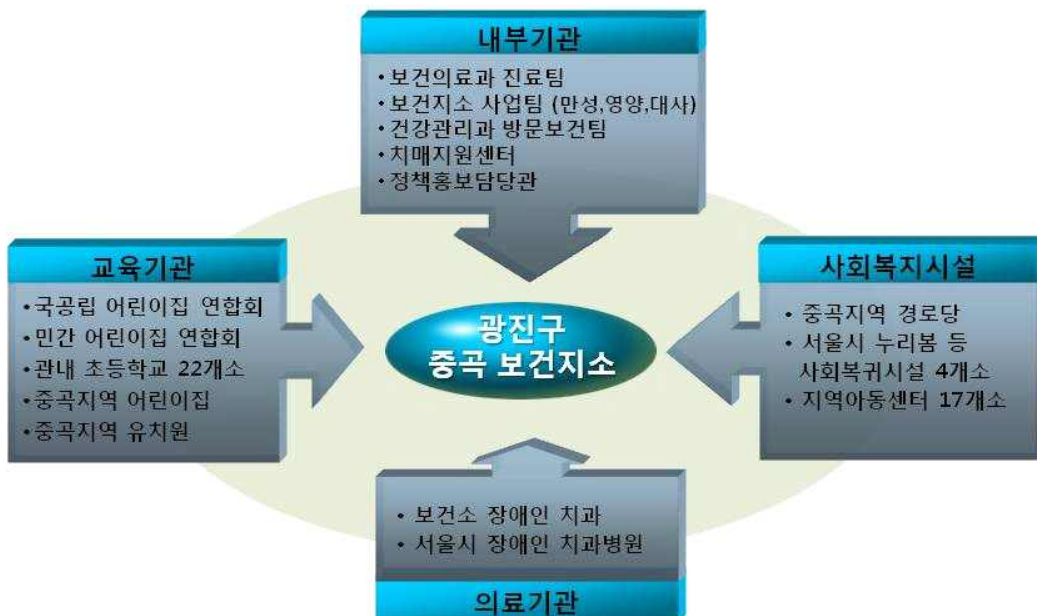 내부기관
• 보건의료과 진료팀
• 보건지소 사업팀 (만성,영양,대사)
• 건강관리과 방문보건팀
• 치매지원센터
• 정책홍보담당관
교육기관
• 국공립 어린이집 연합회
• 민간 어린이집 연합회
• 관내 초등학교 22개소
• 중곡지역 어린이집
• 중곡지역 유치원
광진구
중곡 보건지소
사회복지시설
• 중곡지역 경로당
• 서울시 누리봄 등
사회복귀시설 4개소
• 지역아동센터 17개소
• 보건소 장애인 치과
• 서울시 장애인 치과병원
의료기관